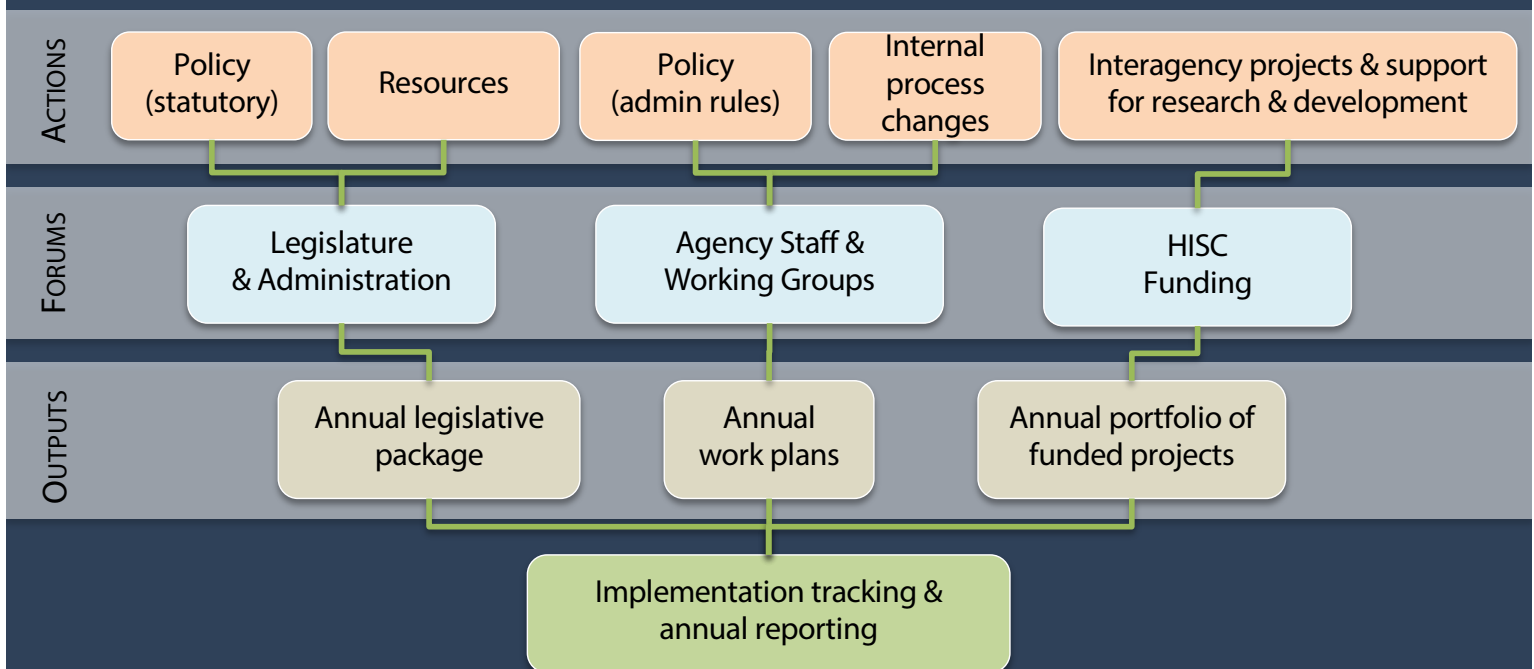 ACTIONS
Policy
(statutory)
Resources
Policy
(admin rules)
Internal
process
changes
Interagency projects & support
for research & development
FORUMS
Legislature
& Administration
Agency Staff &
Working Groups
HISC
Funding
OUTPUTS
Annual legislative
package
Annual
work plans
Annual portfolio of
funded projects
Implementation tracking &
annual reporting